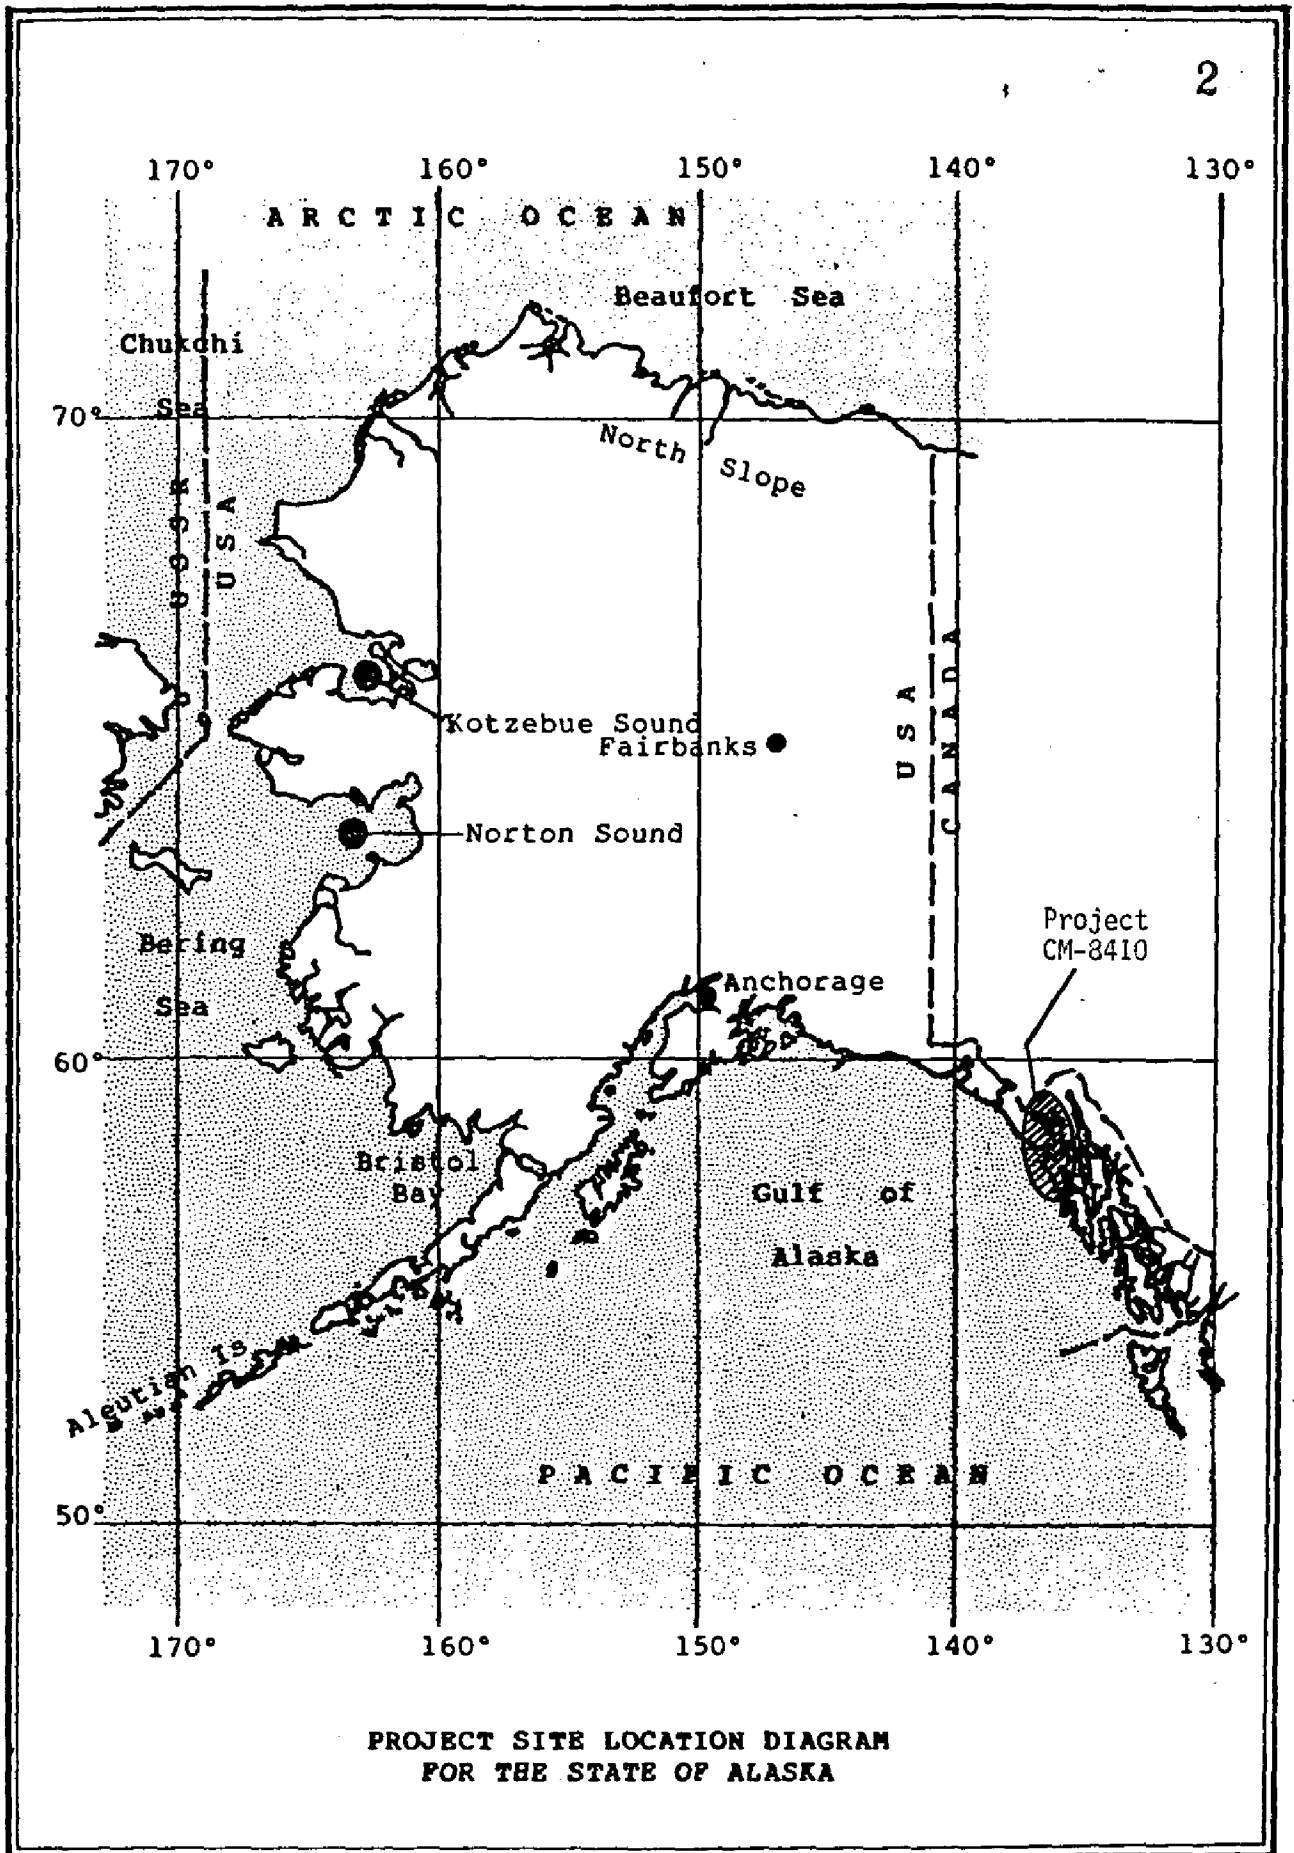 2
170° 160° 150° 140° 130°
ARCTIC OCEAN
Beaufort Sea
Chukchi
Sea
70°
North Slope
USSR
USA
Kotzebue Sound
Fairbanks
USA
CANADA
Norton Sound
Project
CM-8410
Bering
Sea
Anchorage
60°
Bristol
Bay
Gulf of
Alaska
Aleutian Is
PACIFIC OCEAN
50°
170° 160° 150° 140° 130°
PROJECT SITE LOCATION DIAGRAM
FOR THE STATE OF ALASKA